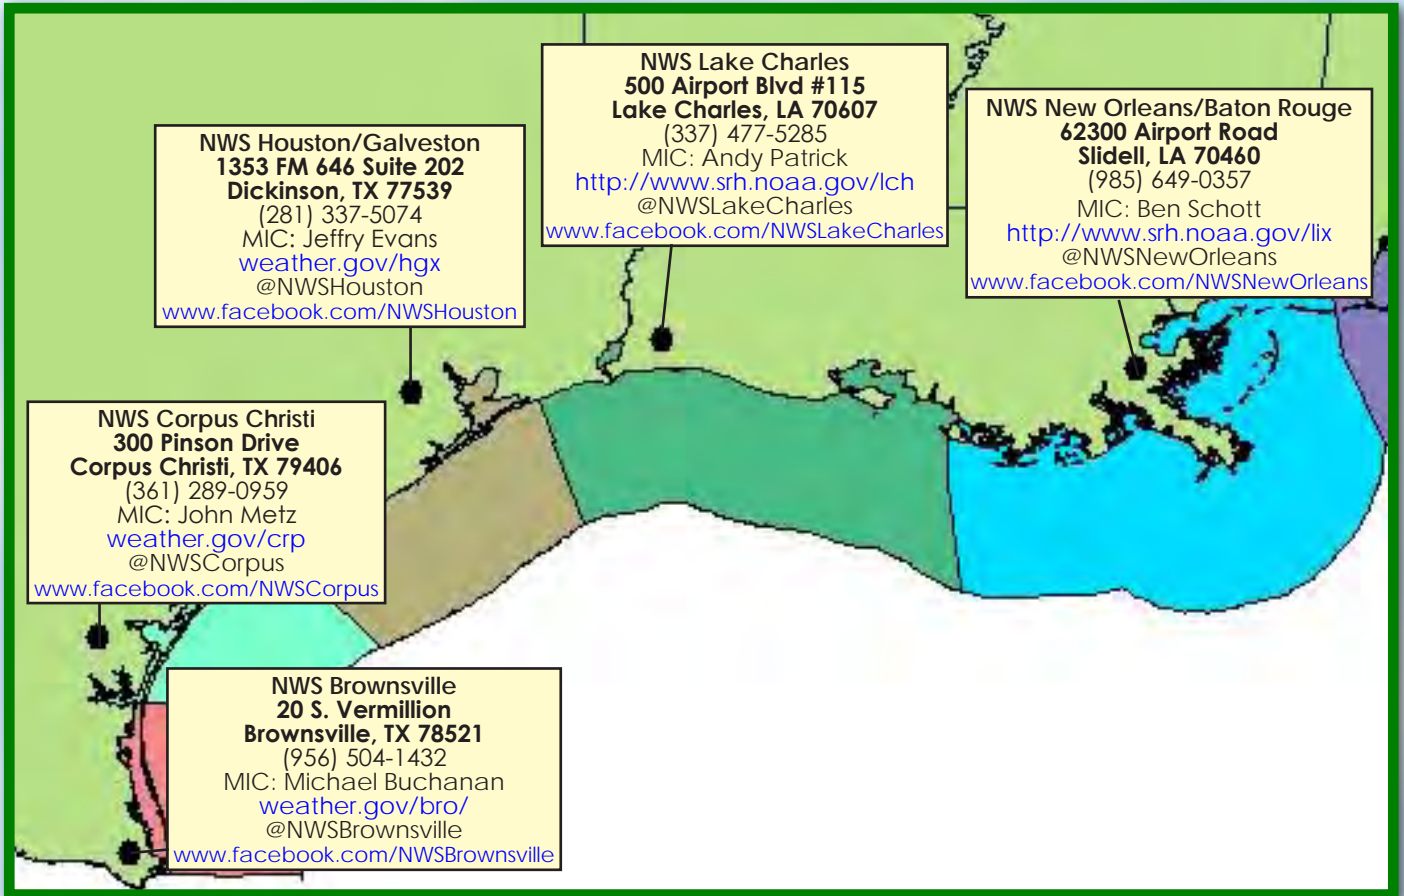 NWS Lake Charles
500 Airport Blvd #115
Lake Charles, LA 70607
(337) 477-5285
MIC: Andy Patrick
http://www.srh.noaa.gov/lch
@NWSLakeCharles
www.facebook.com/NWSLakeCharles
NWS New Orleans/Baton Rouge
62300 Airport Road
Slidell, LA 70460
(985) 649-0357
MIC: Ben Schott
http://www.srh.noaa.gov/lix
@NWSNewOrleans
www.facebook.com/NWSNewOrleans
NWS Houston/Galveston
1353 FM 646 Suite 202
Dickinson, TX 77539
(281) 337-5074
MIC: Jeffry Evans
weather.gov/hgx
@NWSHouston
www.facebook.com/NWSHouston
NWS Corpus Christi
300 Pinson Drive
Corpus Christi, TX 79406
(361) 289-0959
MIC: John Metz
weather.gov/crp
@NWSCorpus
www.facebook.com/NWSCorpus
NWS Brownsville
20 S. Vermillion
Brownsville, TX 78521
(956) 504-1432
MIC: Michael Buchanan
weather.gov/bro/
@NWSBrownsville
www.facebook.com/NWSBrownsville